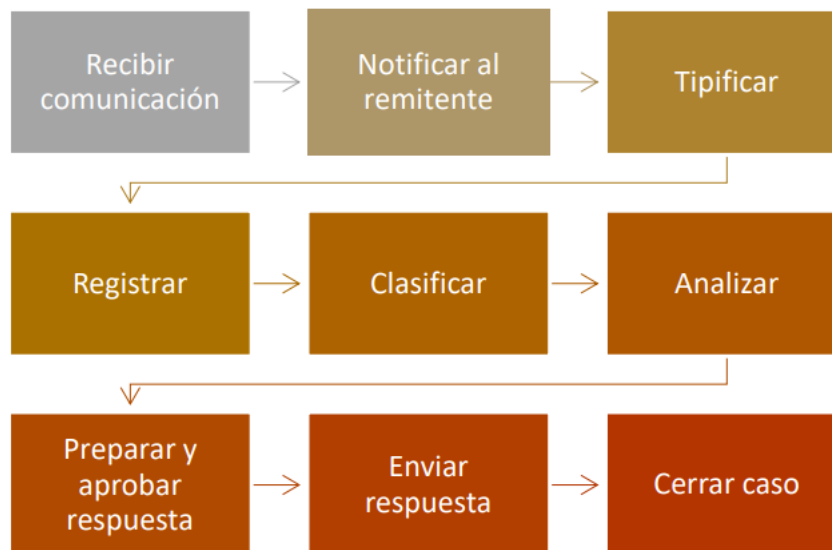 Recibir
comunicación
Notificar al
remitente
Tipificar
Registrar
Clasificar
Analizar
Preparar y
aprobar
respuesta
Enviar
respuesta
Cerrar caso